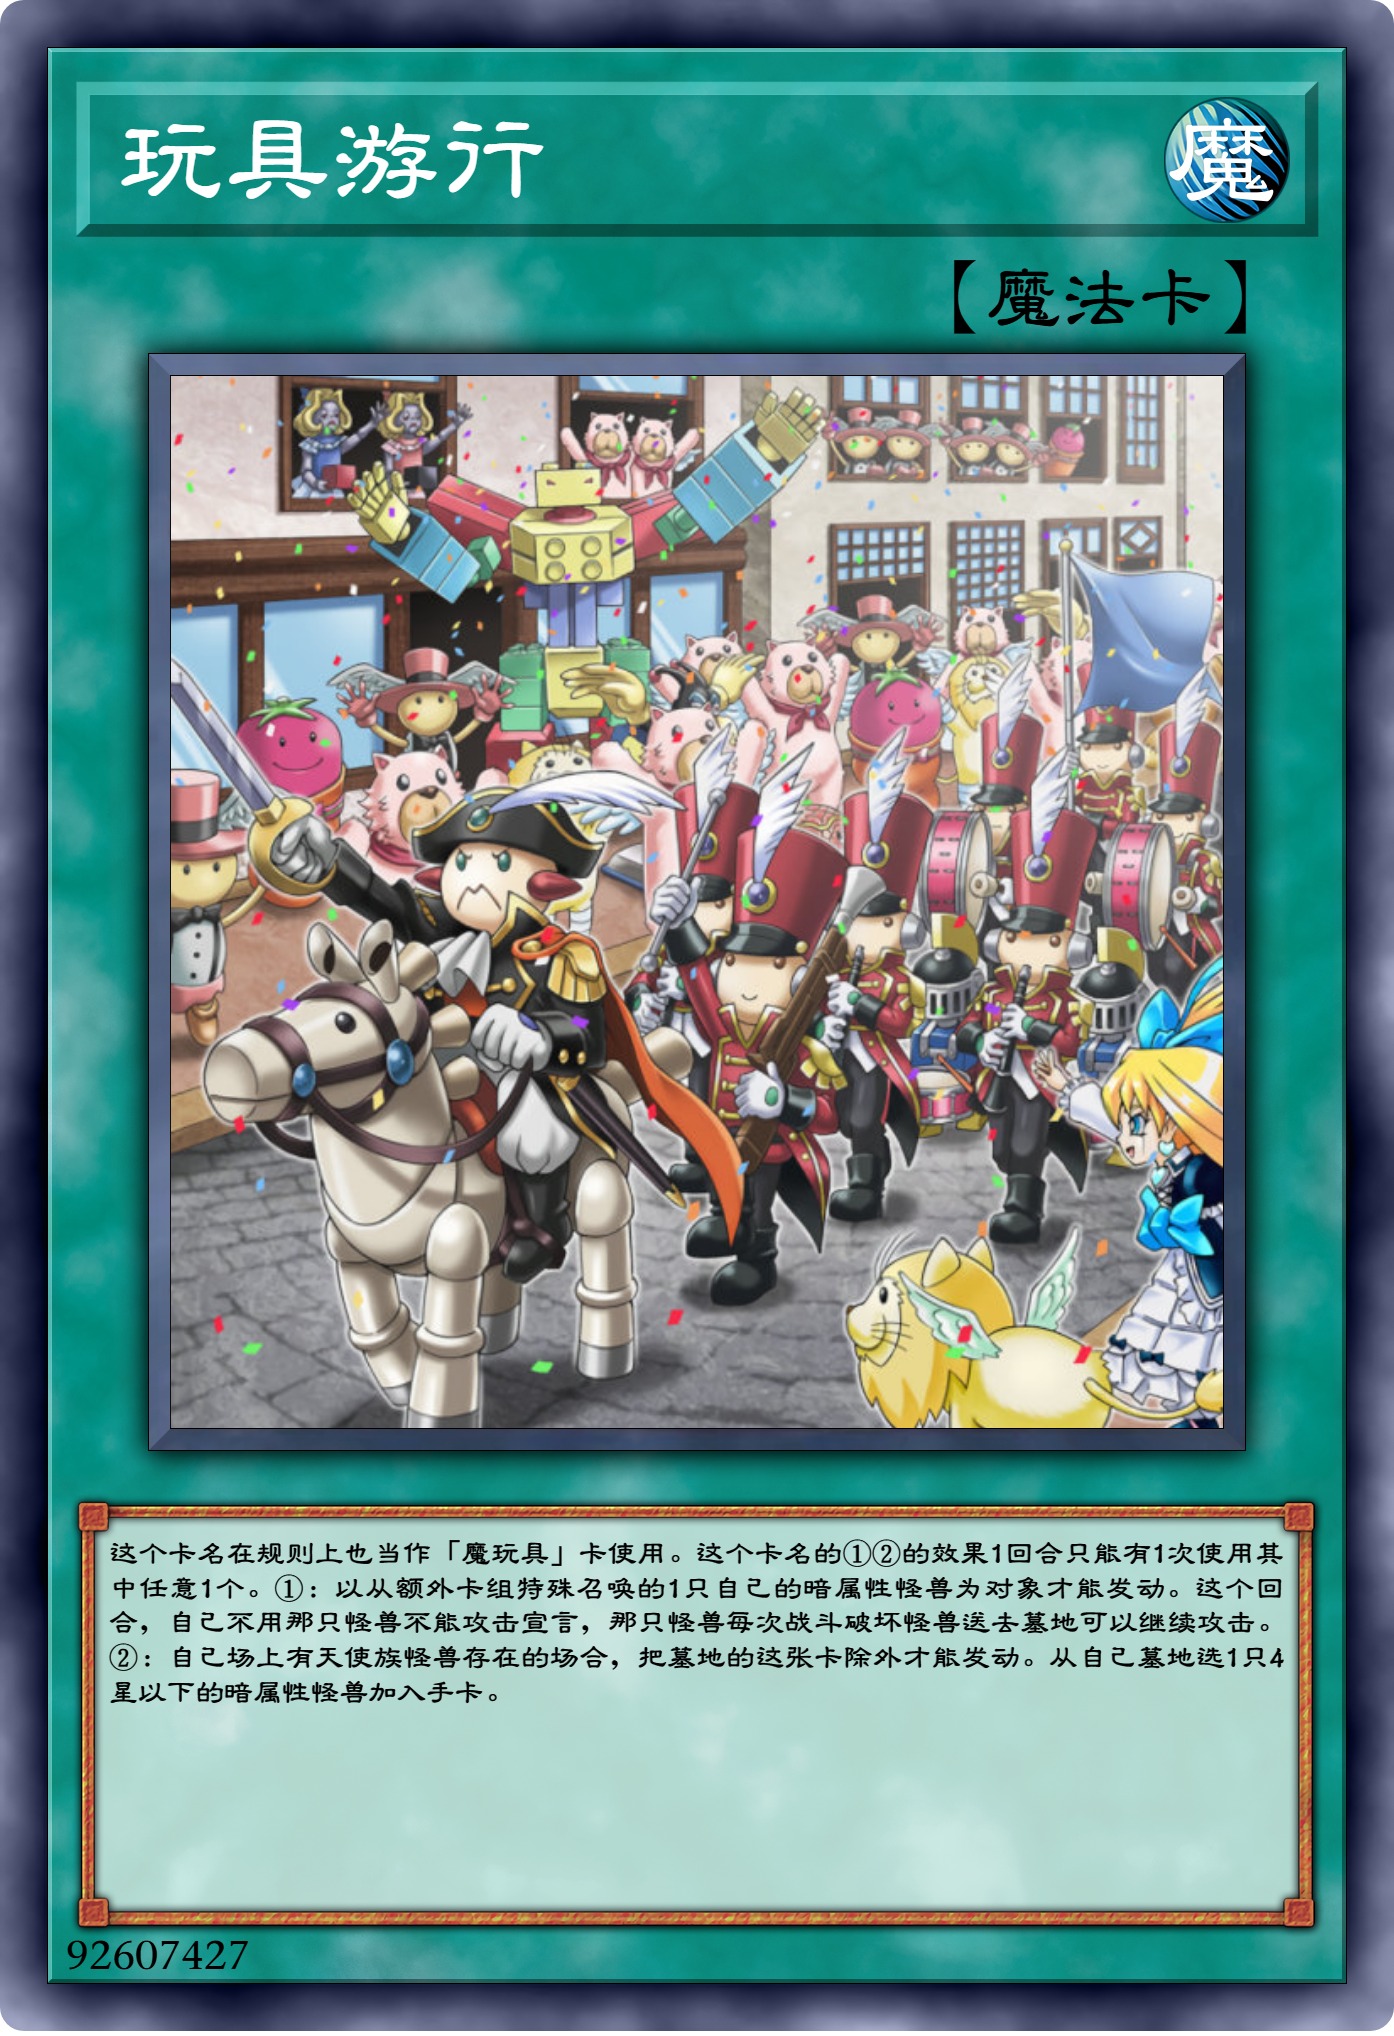 玩具游行
魔
【魔法卡】
这个卡名在规则上也当作「魔玩具」卡使用。这个卡名的①②的效果1回合只能有1次使用其
中任意1个。①：以从额外卡组特殊召唤的1只自己的暗属性怪兽为对象才能发动。这个回
合，自己不用那只怪兽不能攻击宣言，那只怪兽每次战斗破坏怪兽送去墓地可以继续攻击。
②：自己场上有天使族怪兽存在的场合，把墓地的这张卡除外才能发动。从自己墓地选1只4
星以下的暗属性怪兽加入手卡。
92607427